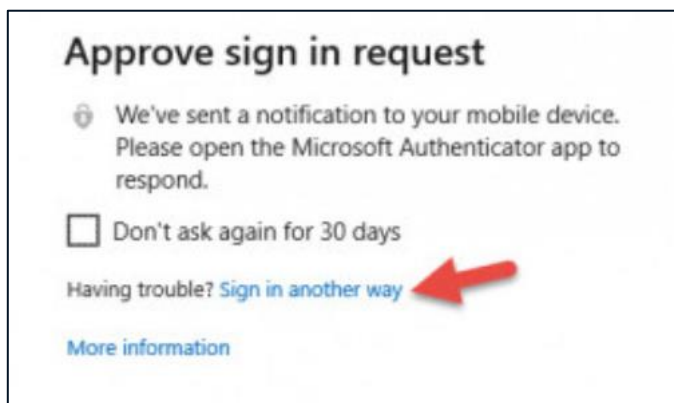 Approve sign in request
We've sent a notification to your mobile device.
Please open the Microsoft Authenticator app to
respond.
Don't ask again for 30 days
Having trouble? Sign in another way
More information